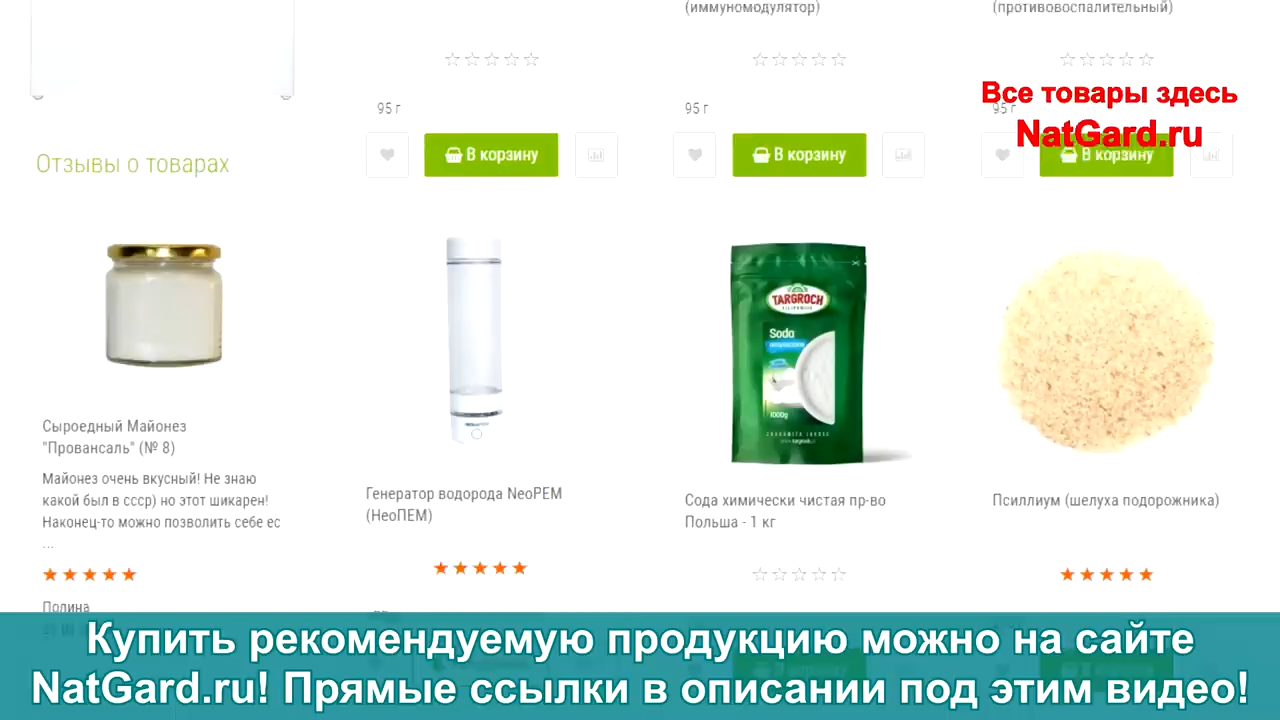 (иммуномодулятор)
(противовоспалительный)
Все товары здесь
NatGard.ru
95 г
95 г
95 г
В корзину
В корзину
В корзину
Отзывы о товарах
TARGROCH
Soda
1000g
Сыроедный Майонез
"Провансаль" (№ 8)
Майонез очень вкусный! Не знаю
какой был в ссср) но этот шикарен!
Наконец-то можно позволить себе ес
...
Полина
Генератор водорода NeoPEM
(НеоПЕМ)
Сода химически чистая пр-во
Польша - 1 кг
Псиллиум (шелуха подорожника)
Купить рекомендуемую продукцию можно на сайте
NatGard.ru! Прямые ссылки в описании под этим видео!